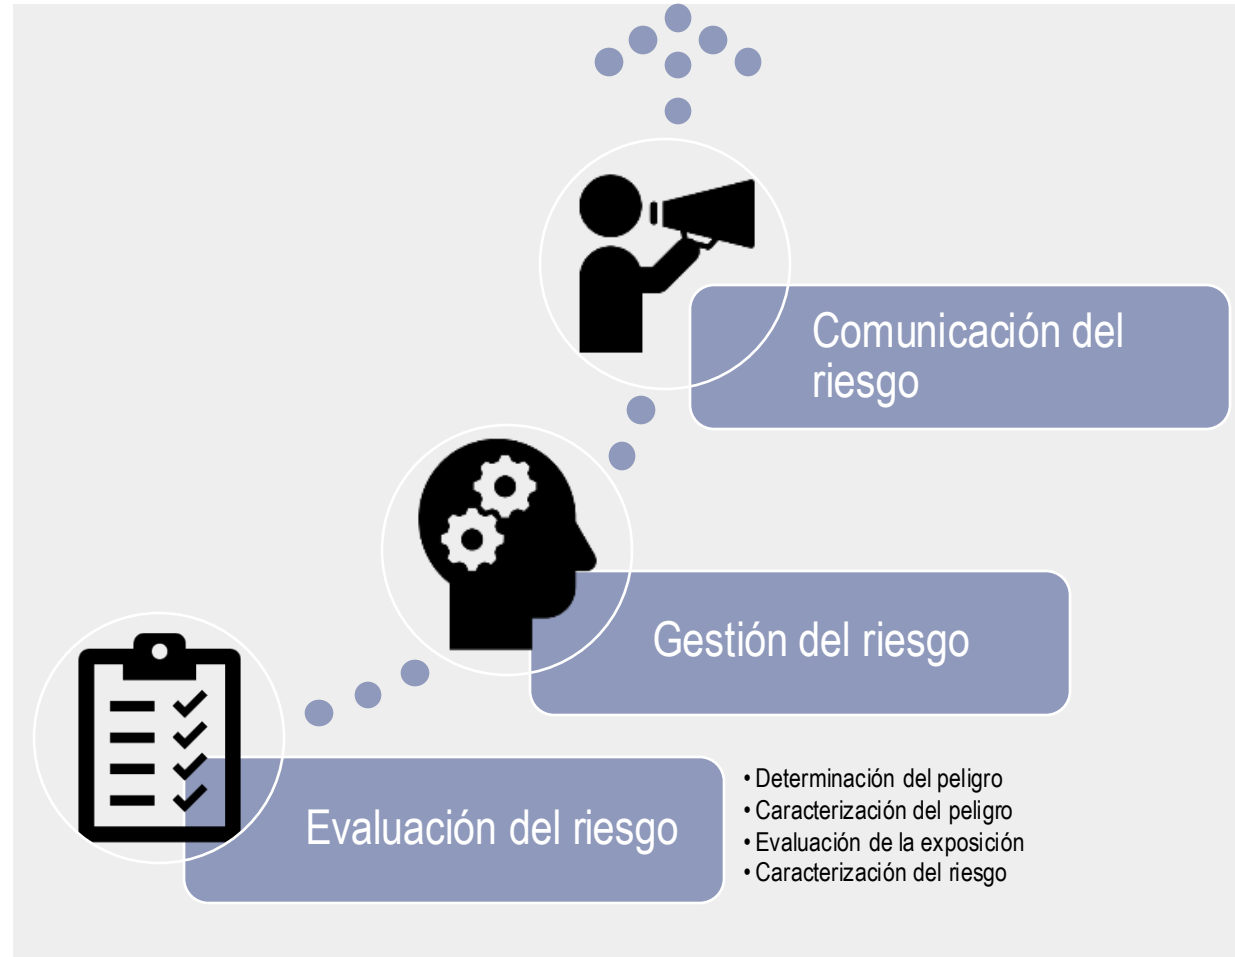 Comunicación del
riesgo
Gestión del riesgo
Evaluación del riesgo
• Determinación del peligro
• Caracterización del peligro
• Evaluación de la exposición
• Caracterización del riesgo